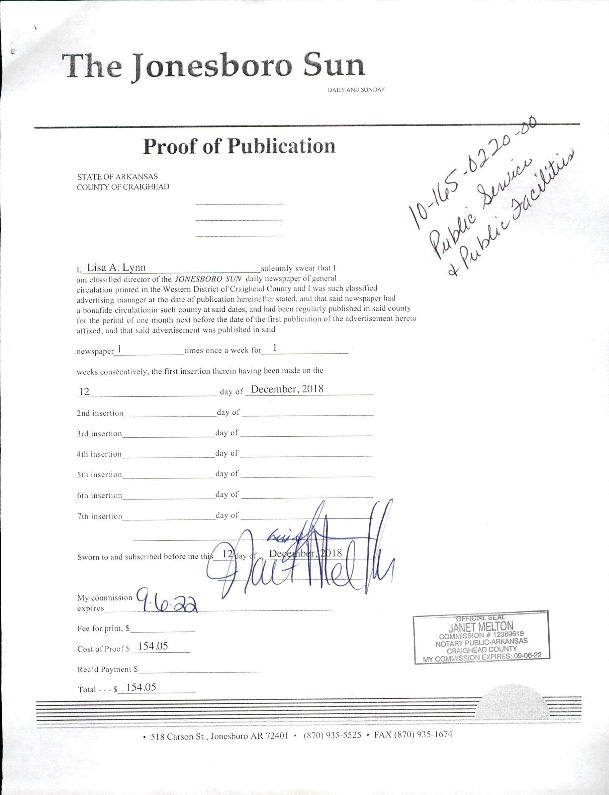 The Jonesboro Sun
DAILY AND SUNDAY
10-165-0220-00
Public Service
& Public Facilities
Proof of Publication
STATE OF ARKANSAS
COUNTY OF CRAIGHEAD
I, Lisa A. Lynn solemnly swear that I
am classified director of the JONESBORO SUN daily newspaper of general
circulation printed in the Western District of Craighead County and I was such classified
advertising manager at the date of publication hereinafter stated, and that said newspaper had
a bonafide circulationin such county at said dates, and had been regularly published in said county
for the period of one month next before the date of the first publication of the advertisement hereto
affixed, and that said advertisement was published in said
newspaper 1 times once a week for 1
weeks consecutively, the first insertion therein having been made on the
12 day of December, 2018
2nd insertion day of
3rd insertion day of
4th insertion day of
5th insertion day of
6th insertion day of
7th insertion day of
Sworn to and subscribed before me this 12 day of December, 2018
My commission
expires 9-6-22
Fee for print, $
Cost of Proof $ 154.05
Rec'd Payment $
Total - - - $ 154.05
OFFICIAL SEAL
JANET MELTON
COMMISSION # 12389619
NOTARY PUBLIC-ARKANSAS
CRAIGHEAD COUNTY
MY COMMISSION EXPIRES: 09-06-22
• 518 Carson St., Jonesboro AR 72401 • (870) 935-5525 • FAX (870) 935-1674